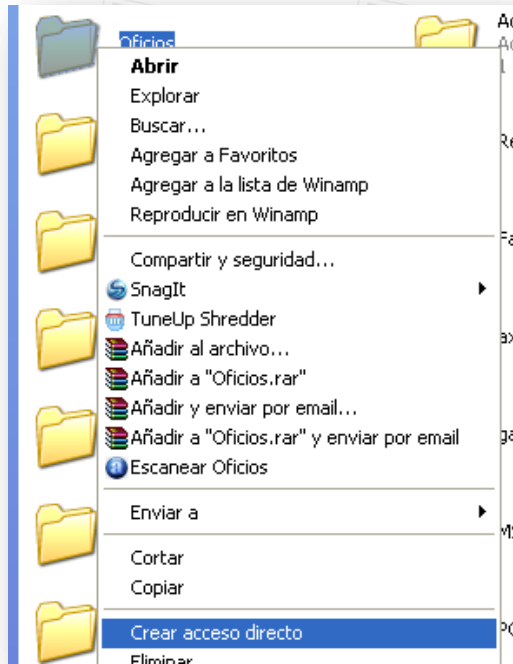 Oficios
Abrir
Explorar
Buscar...
Agregar a Favoritos
Agregar a la lista de Winamp
Reproducir en Winamp
Compartir y seguridad...
SnagIt
TuneUp Shredder
Añadir al archivo...
Añadir a "Oficios.rar"
Añadir y enviar por email...
Añadir a "Oficios.rar" y enviar por email
Escanear Oficios
Enviar a
Cortar
Copiar
Crear acceso directo
Eliminar